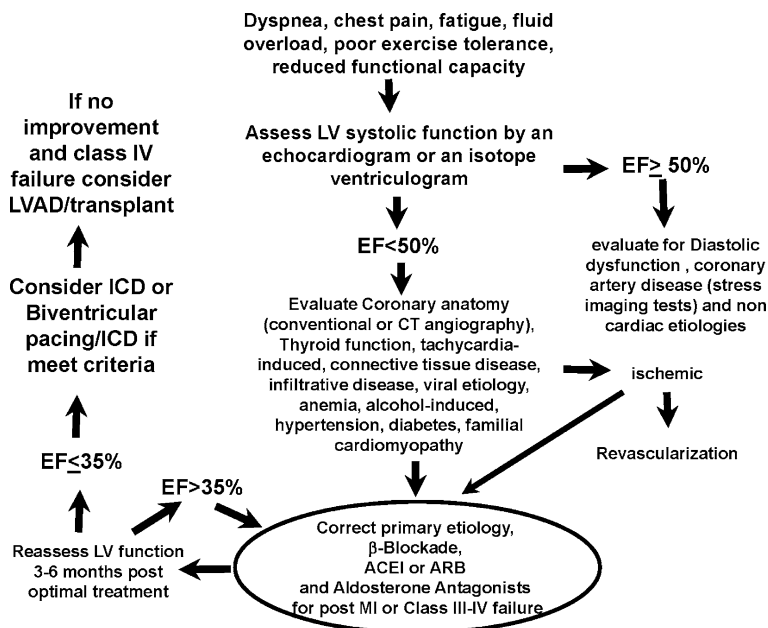 Dyspnea, chest pain, fatigue, fluid
overload, poor exercise tolerance,
reduced functional capacity
Assess LV systolic function by an
echocardiogram or an isotope
ventriculogram
EF≥ 50%
evaluate for Diastolic
dysfunction , coronary
artery disease (stress
imaging tests) and non
cardiac etiologies
EF<50%
Evaluate Coronary anatomy
(conventional or CT angiography),
Thyroid function, tachycardia-
induced, connective tissue disease,
infiltrative disease, viral etiology,
anemia, alcohol-induced,
hypertension, diabetes, familial
cardiomyopathy
ischemic
Revascularization
Correct primary etiology,
β-Blockade,
ACEI or ARB
and Aldosterone Antagonists
for post MI or Class III-IV failure
Reassess LV function
3-6 months post
optimal treatment
EF>35%
EF≤35%
Consider ICD or
Biventricular
pacing/ICD if
meet criteria
If no
improvement
and class IV
failure consider
LVAD/transplant